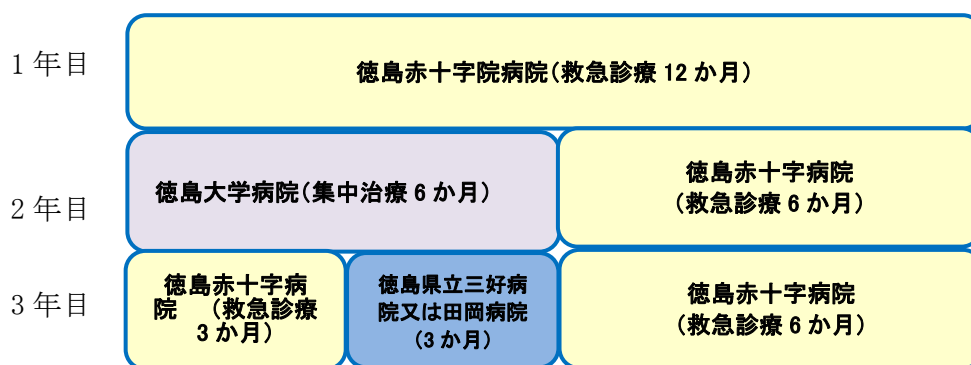 1 年目
徳島赤十字院病院（救急診療 12 か月）
2 年目
徳島大学病院（集中治療 6 か月）
徳島赤十字病院
（救急診療 6 か月）
3 年目
徳島赤十字病
院　（救急診療
3 か月）
徳島県立三好病
院又は田岡病院
（3 か月）
徳島赤十字病院
（救急診療 6 か月）